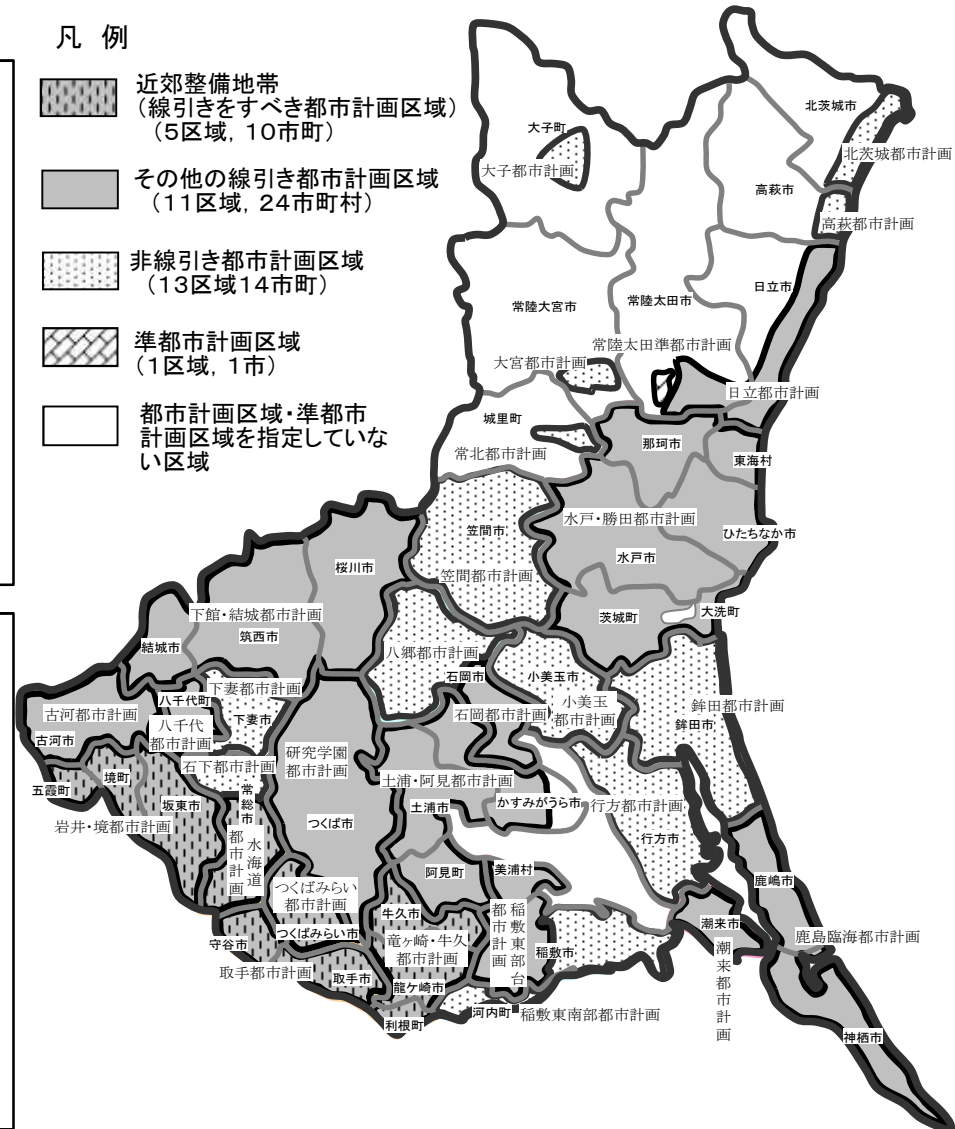 凡 例
近郊整備地帯
(線引きをすべき都市計画区域)
(5区域, 10市町)
その他の線引き都市計画区域
(11区域, 24市町村)
非線引き都市計画区域
(13区域14市町)
準都市計画区域
(1区域, 1市)
都市計画区域・準都市
計画区域を指定していな
い区域
北茨城市
大子町
大子都市計画
北茨城都市計画
高萩市
高萩都市計画
日立市
常陸大宮市
常陸太田市
常陸太田準都市計画
大宮都市計画
日立都市計画
城里町
常北都市計画
那珂市
東海村
水戸・勝田都市計画
ひたちなか市
笠間市
水戸市
笠間都市計画
桜川市
茨城町
大洗町
下館・結城都市計画
筑西市
結城市
八郷都市計画
石岡市
小美玉市
小美玉
都市計画
鉾田都市計画
鉾田市
八千代町
下妻都市計画
下妻市
古河都市計画
八千代
都市計画
古河市
石岡都市計画
研究学園
都市計画
石下都市計画
境町
五霞町
坂東市
常総市
土浦・阿見都市計画
土浦市
かすみがうら市
行方都市計画
行方市
岩井・境都市計画
つくば市
水海道
都市計画
つくばみらい
都市計画
つくばみらい市
阿見町
美浦村
鹿嶋市
潮来市
鹿島臨海都市計画
潮来都市計画
牛久市
竜ヶ崎・牛久
都市計画
稲敷東部台
都市計画
稲敷市
守谷市
取手都市計画
取手市
龍ケ崎市
河内町
稲敷東南部都市計画
利根町
神栖市